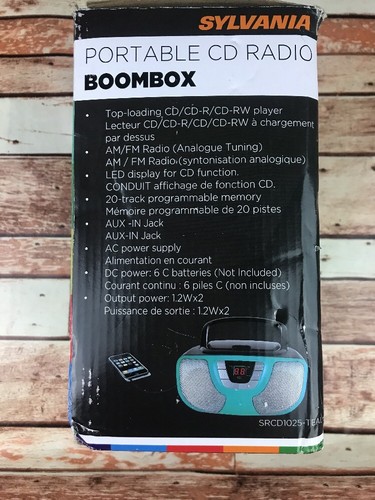 SYLVANIA
PORTABLE CD RADIO
BOOMBOX
• Top-loading CD/CD-R/CD-RW player
Lecteur CD/CD-R/CD/CD-RW à chargement
par dessus
• AM/FM Radio (Analogue Tuning)
AM / FM Radio (syntonisation analogique)
• LED display for CD function.
CONDUIT affichage de fonction CD.
• 20-track programmable memory
Mémoire programmable de 20 pistes
• AUX -IN Jack
AUX-IN Jack
• AC power supply
Alimentation en courant
• DC power: 6 C batteries (Not Included)
Courant continu : 6 piles C (non incluses)
• Output power: 1.2Wx2
Puissance de sortie : 1.2Wx2
SRCD1025-TEAL